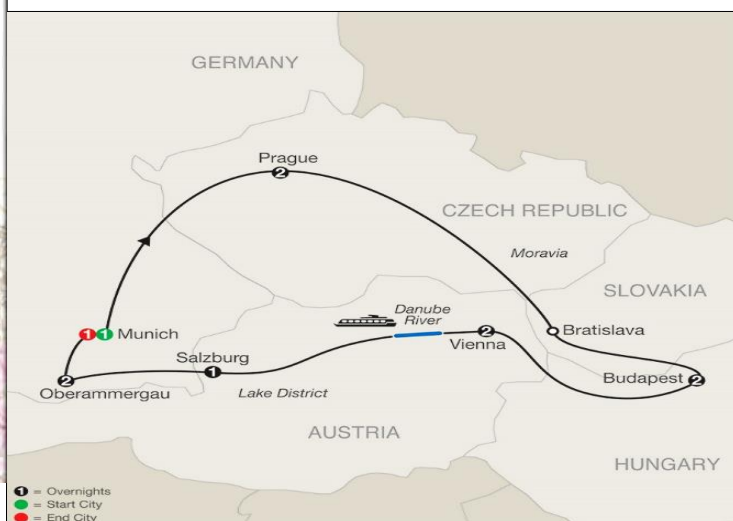 GERMANY
Prague
2
CZECH REPUBLIC
Moravia
SLOVAKIA
Danube
River
1 1 Munich
2
Vienna
Bratislava
Salzburg
1
2
Oberammergau
Lake District
Budapest 2
AUSTRIA
HUNGARY
1 = Overnights
= Start City
= End City